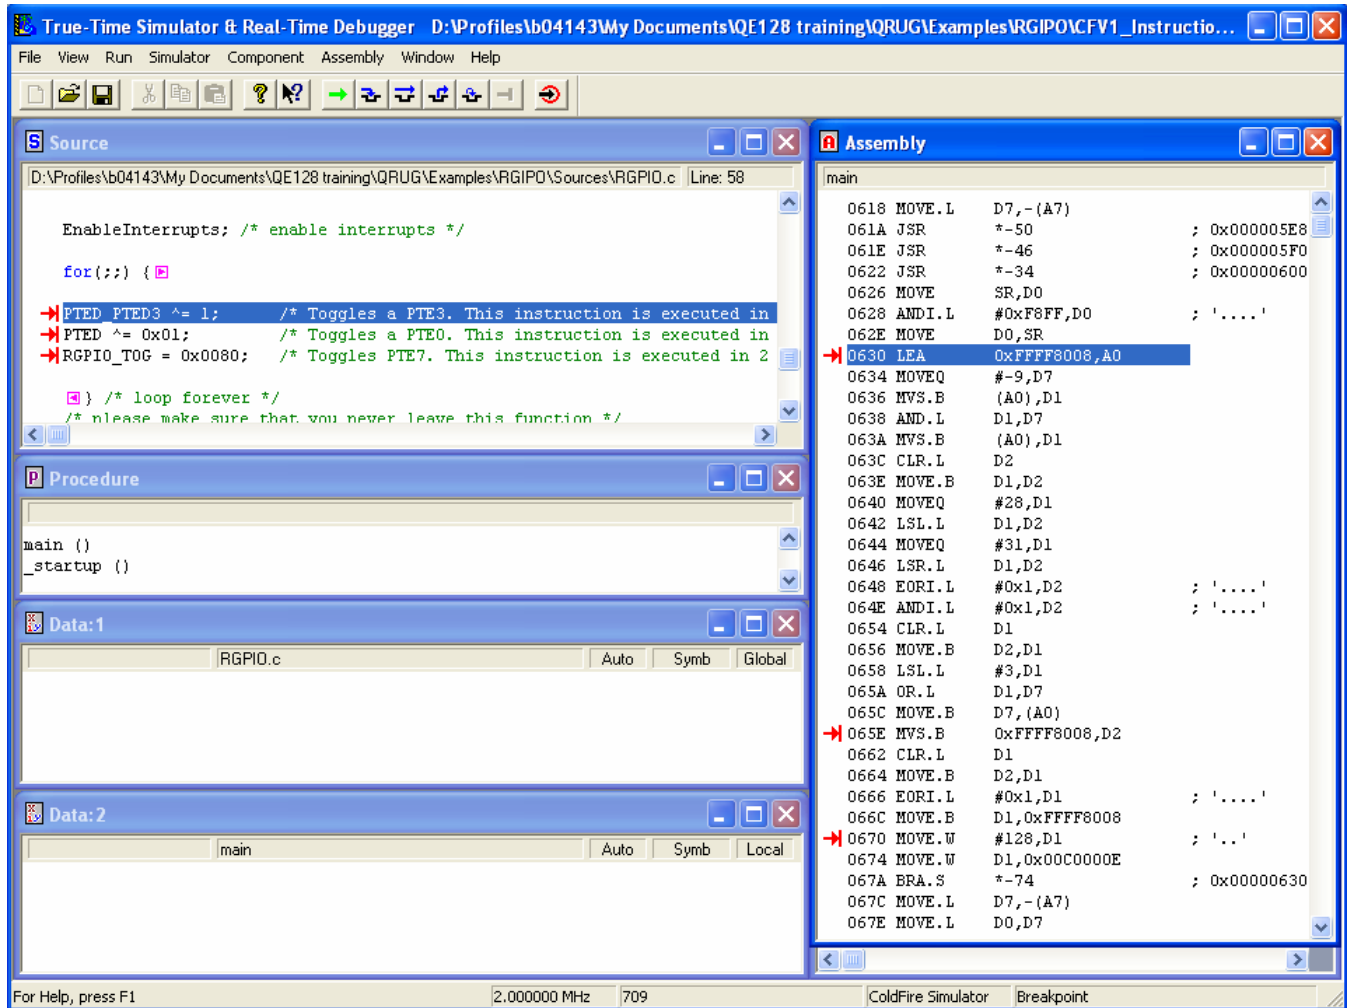 True-Time Simulator & Real-Time Debugger D:\Profiles\b04143\My Documents\QE128 training\QRUG\Examples\RGIPO\CFV1_Instructio...
File View Run Simulator Component Assembly Window Help
Source
D:\Profiles\b04143\My Documents\QE128 training\QRUG\Examples\RGIPO\Sources\RGPIO.c Line: 58
EnableInterrupts; /* enable interrupts */
for(;;) {
PTED_PTED3 ^= 1; /* Toggles a PTE3. This instruction is executed in
PTED ^= 0x01; /* Toggles a PTE0. This instruction is executed in
RGPIO_TOG = 0x0080; /* Toggles PTE7. This instruction is executed in 2
} /* loop forever */
/* please make sure that you never leave this function */
Procedure
main ()
_startup ()
Data:1
RGPIO.c Auto Symb Global
Data:2
main Auto Symb Local
Assembly
main
0618 MOVE.L D7,-(A7)
061A JSR *-50 ; 0x000005E8
061E JSR *-46 ; 0x000005F0
0622 JSR *-34 ; 0x00000600
0626 MOVE SR,D0
0628 ANDI.L #0xF8FF,D0 ; '....'
062E MOVE D0,SR
0630 LEA 0xFFFF8008,A0
0634 MOVEQ #-9,D7
0636 MVS.B (A0),D1
0638 AND.L D1,D7
063A MVS.B (A0),D1
063C CLR.L D2
063E MOVE.B D1,D2
0640 MOVEQ #28,D1
0642 LSL.L D1,D2
0644 MOVEQ #31,D1
0646 LSR.L D1,D2
0648 EORI.L #0x1,D2 ; '....'
064E ANDI.L #0x1,D2 ; '....'
0654 CLR.L D1
0656 MOVE.B D2,D1
0658 LSL.L #3,D1
065A OR.L D1,D7
065C MOVE.B D7,(A0)
065E MVS.B 0xFFFF8008,D2
0662 CLR.L D1
0664 MOVE.B D2,D1
0666 EORI.L #0x1,D1 ; '....'
066C MOVE.B D1,0xFFFF8008
0670 MOVE.W #128,D1 ; '..'
0674 MOVE.W D1,0x00C0000E
067A BRA.S *-74 ; 0x00000630
067C MOVE.L D7,-(A7)
067E MOVE.L D0,D7
For Help, press F1 2.000000 MHz 709 ColdFire Simulator Breakpoint